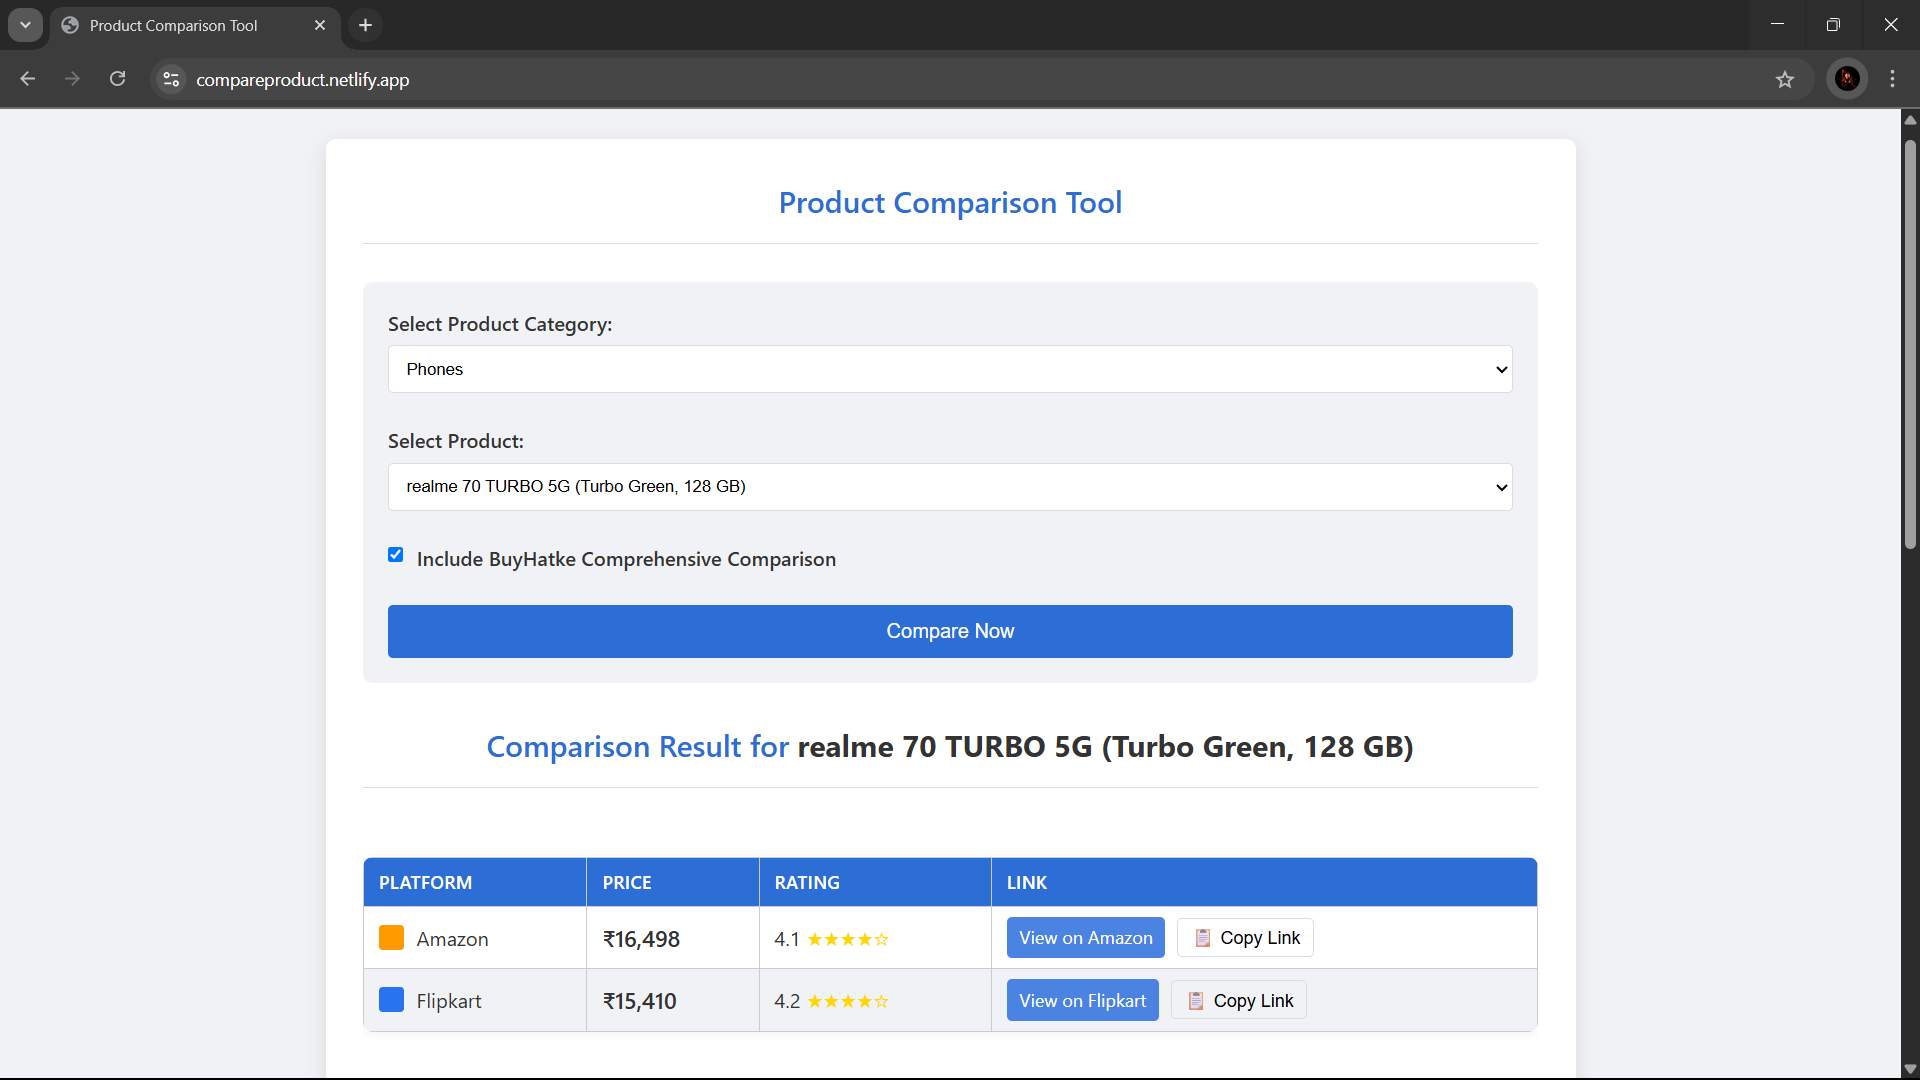 Product Comparison Tool
compareproduct.netlify.app
Product Comparison Tool
Select Product Category:
Phones
Select Product:
realme 70 TURBO 5G (Turbo Green, 128 GB)
Include BuyHatke Comprehensive Comparison
Compare Now
Comparison Result for realme 70 TURBO 5G (Turbo Green, 128 GB)
PLATFORM PRICE RATING LINK
Amazon ₹16,498 4.1 ★★★★☆ View on Amazon Copy Link
Flipkart ₹15,410 4.2 ★★★★☆ View on Flipkart Copy Link